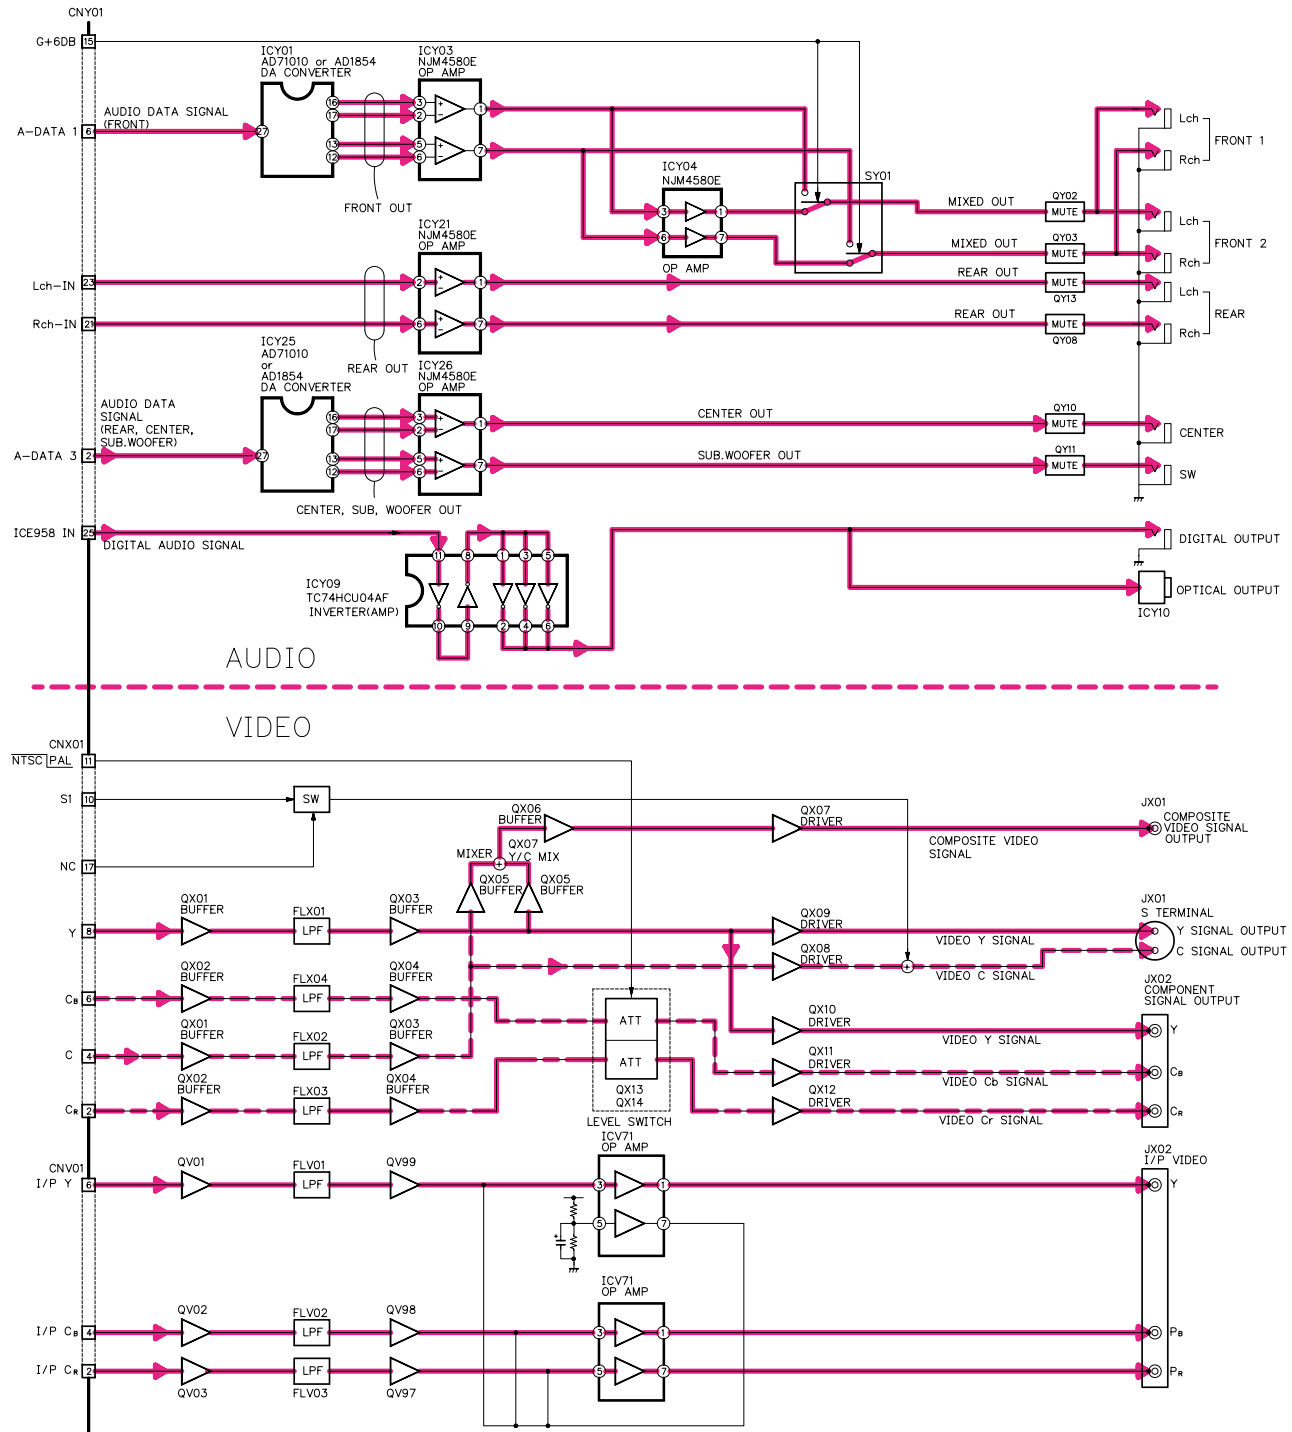 CNY01
G+6DB 15
ICY01
AD71010 or AD1854
DA CONVERTER
ICY03
NJM4580E
OP AMP
AUDIO DATA SIGNAL
(FRONT)
A-DATA 1 6
27
16
17
13
12
3
2
5
6
1
7
FRONT OUT
ICY04
NJM4580E
3
6
1
7
OP AMP
SY01
MIXED OUT
QY02
MUTE
MIXED OUT
QY03
MUTE
Lch
Rch
FRONT 1
Lch
Rch
FRONT 2
ICY21
NJM4580E
OP AMP
Lch-IN 23
Rch-IN 21
2
6
1
7
REAR OUT
REAR OUT
MUTE
QY13
REAR OUT
MUTE
QY08
Lch
Rch
REAR
ICY25
AD71010
or
AD1854
DA CONVERTER
ICY26
NJM4580E
OP AMP
AUDIO DATA
SIGNAL
(REAR, CENTER,
SUB.WOOFER)
A-DATA 3 2
27
16
17
13
12
3
2
5
6
1
7
CENTER, SUB, WOOFER OUT
CENTER OUT
QY10
MUTE
CENTER
SUB.WOOFER OUT
QY11
MUTE
SW
ICE958 IN 25
DIGITAL AUDIO SIGNAL
ICY09
TC74HCU04AF
INVERTER(AMP)
11
8
1
3
5
10
9
2
4
6
DIGITAL OUTPUT
OPTICAL OUTPUT
ICY10
AUDIO
VIDEO
CNX01
NTSC PAL 11
S1 10
SW
NC 17
QX06
BUFFER
QX07
DRIVER
COMPOSITE VIDEO
SIGNAL
JX01
COMPOSITE
VIDEO SIGNAL
OUTPUT
MIXER
QX07
Y/C MIX
QX05
BUFFER
QX05
BUFFER
Y 8
QX01
BUFFER
FLX01
LPF
QX03
BUFFER
QX09
DRIVER
VIDEO Y SIGNAL
JX01
S TERMINAL
Y SIGNAL OUTPUT
C SIGNAL OUTPUT
QX08
DRIVER
VIDEO C SIGNAL
CB 6
QX02
BUFFER
FLX04
LPF
QX04
BUFFER
C 4
QX01
BUFFER
FLX02
LPF
QX03
BUFFER
CR 2
QX02
BUFFER
FLX03
LPF
QX04
BUFFER
ATT
ATT
QX13
QX14
LEVEL SWITCH
QX10
DRIVER
VIDEO Y SIGNAL
QX11
DRIVER
VIDEO Cb SIGNAL
QX12
DRIVER
VIDEO Cr SIGNAL
JX02
COMPONENT
SIGNAL OUTPUT
Y
CB
CR
CNV01
I/P Y 6
QV01
FLV01
LPF
QV99
ICV71
OP AMP
3
1
5
7
+
JX02
I/P VIDEO
Y
I/P CB 4
QV02
FLV02
LPF
QV98
ICV71
OP AMP
3
1
5
7
PB
I/P CR 2
QV03
LPF
FLV03
QV97
PR